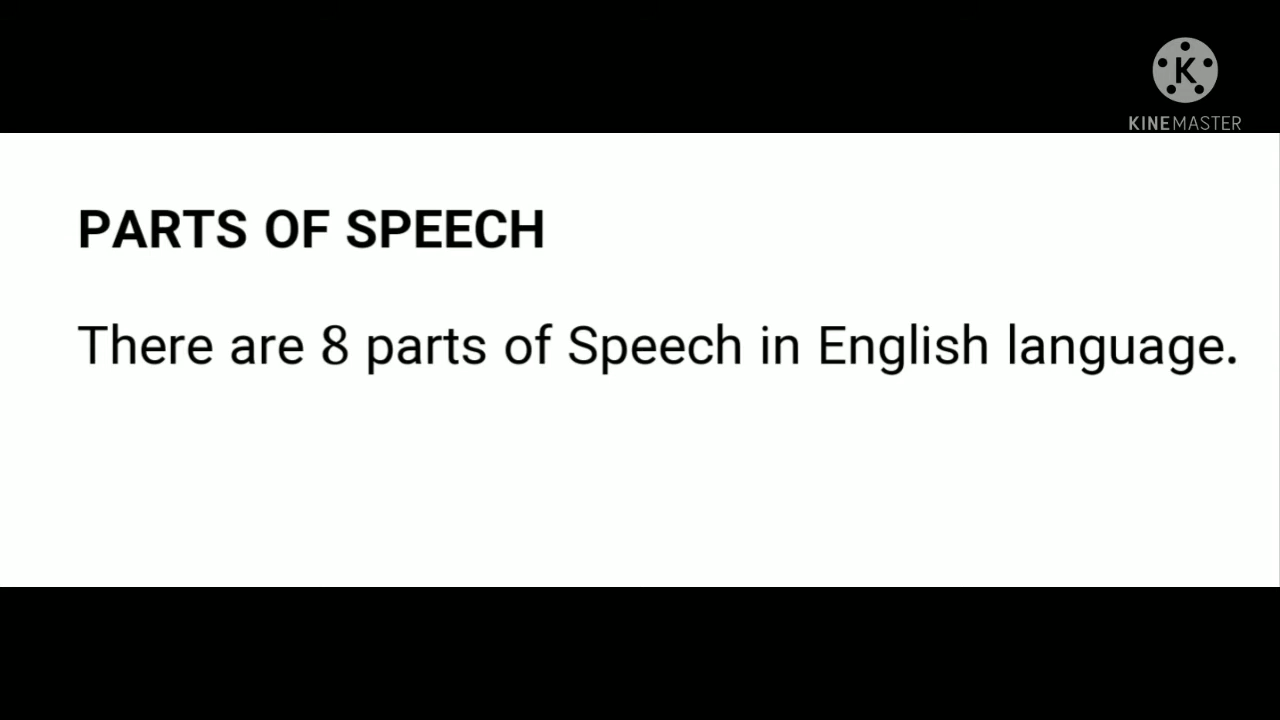 KINEMASTER
PARTS OF SPEECH
There are 8 parts of Speech in English language.